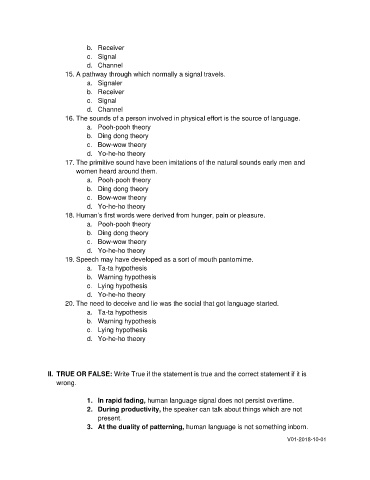 b. Receiver
c. Signal
d. Channel
15. A pathway through which normally a signal travels.
a. Signaler
b. Receiver
c. Signal
d. Channel
16. The sounds of a person involved in physical effort is the source of language.
a. Pooh-pooh theory
b. Ding dong theory
c. Bow-wow theory
d. Yo-he-ho theory
17. The primitive sound have been imitations of the natural sounds early men and
women heard around them.
a. Pooh-pooh theory
b. Ding dong theory
c. Bow-wow theory
d. Yo-he-ho theory
18. Human's first words were derived from hunger, pain or pleasure.
a. Pooh-pooh theory
b. Ding dong theory
c. Bow-wow theory
d. Yo-he-ho theory
19. Speech may have developed as a sort of mouth pantomime.
a. Ta-ta hypothesis
b. Warning hypothesis
c. Lying hypothesis
d. Yo-he-ho theory
20. The need to deceive and lie was the social that got language started.
a. Ta-ta hypothesis
b. Warning hypothesis
c. Lying hypothesis
d. Yo-he-ho theory
II. TRUE OR FALSE: Write True if the statement is true and the correct statement if it is
wrong.
1. In rapid fading, human language signal does not persist overtime.
2. During productivity, the speaker can talk about things which are not
present.
3. At the duality of patterning, human language is not something inborn.
V01-2018-10-01